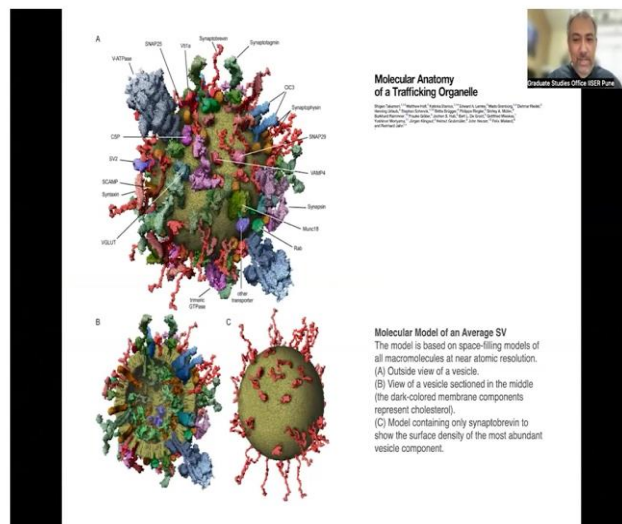 A
SNAP25
Vti1a
Synaptobrevin
Synaptotagmin
V-ATPase
ClC3
Synaptophysin
CSP
SNAP29
SV2
VAMP4
SCAMP
Syntaxin
Synapsin
Munc18
VGLUT
Rab
trimeric
GTPase
other
transporter
B
C
Graduate Studies Office IISER Pune
Molecular Anatomy
of a Trafficking Organelle
and Reinhard Jahn
Molecular Model of an Average SV
The model is based on space-filling models of
all macromolecules at near atomic resolution.
(A) Outside view of a vesicle.
(B) View of a vesicle sectioned in the middle
(the dark-colored membrane components
represent cholesterol).
(C) Model containing only synaptobrevin to
show the surface density of the most abundant
vesicle component.